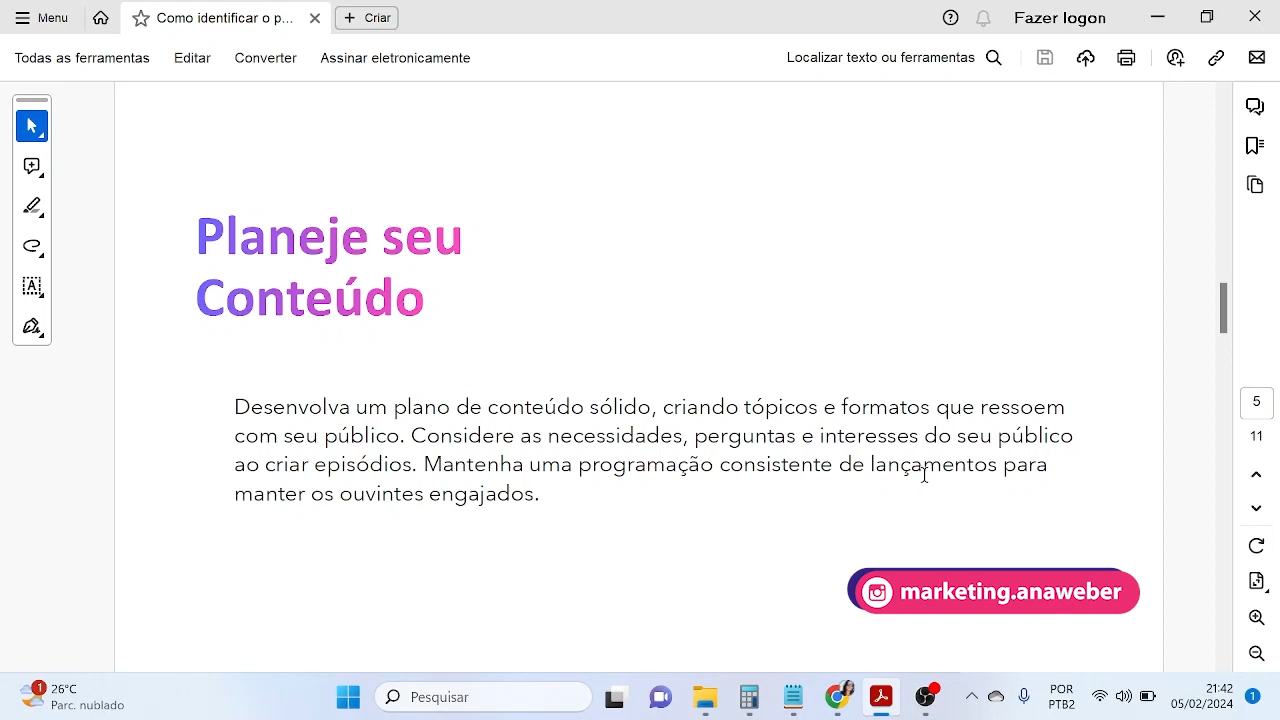 Menu
Como identificar o p...
Criar
Fazer logon
Todas as ferramentas
Editar
Converter
Assinar eletronicamente
Localizar texto ou ferramentas
Planeje seu
Conteúdo
Desenvolva um plano de conteúdo sólido, criando tópicos e formatos que ressoem
com seu público. Considere as necessidades, perguntas e interesses do seu público
ao criar episódios. Mantenha uma programação consistente de lançamentos para
manter os ouvintes engajados.
marketing.anaweber
5
11
1
26°C
Parc. nublado
Pesquisar
POR
PTB2
21:42
05/02/2024
1